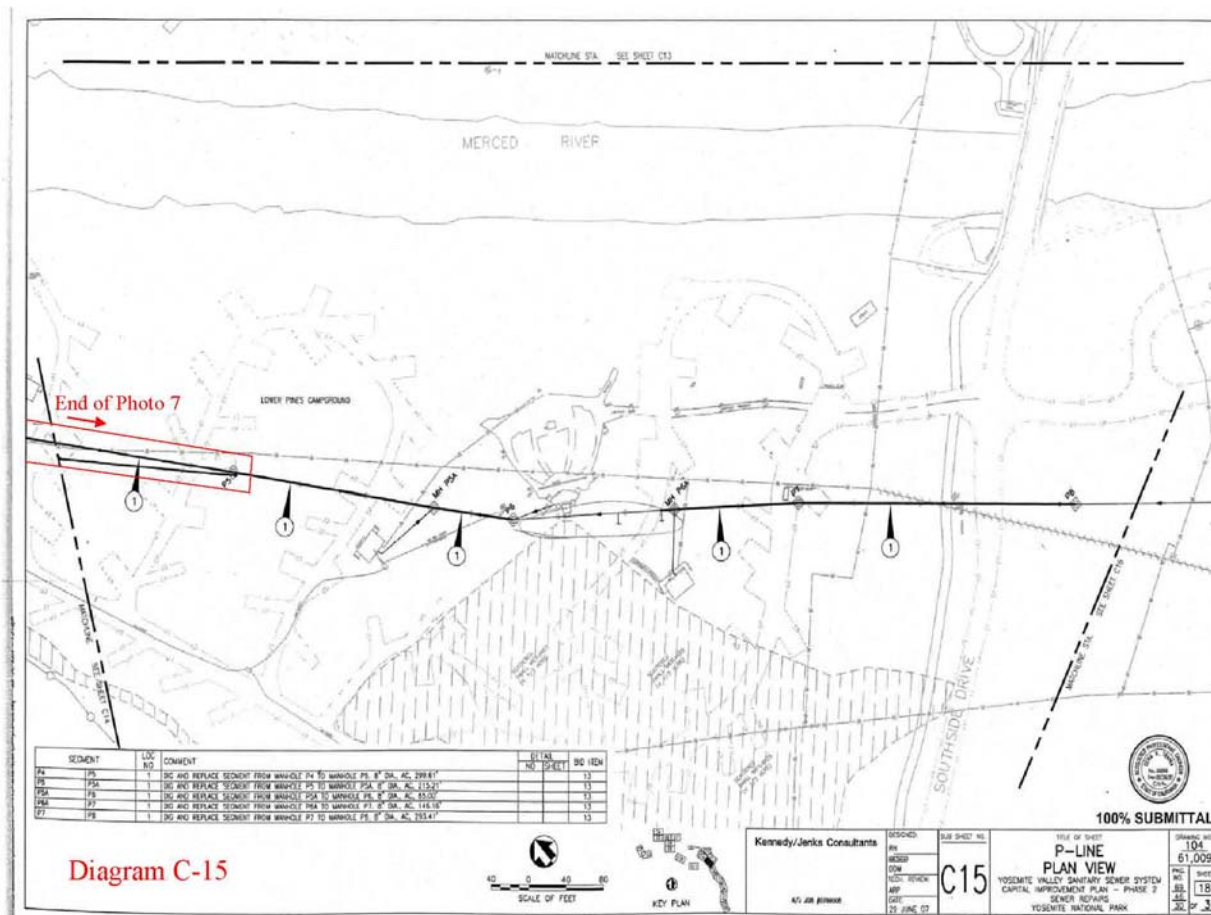 MATCHLINE STA. SEE SHEET C13
MERCED RIVER
End of Photo 7
LOWER PINES CAMPGROUND
P5
MH P5A
P6
MH P6A
P7
P8
1
1
1
1
1
MATCHLINE SEE SHEET C14
MATCHLINE STA. SEE SHEET C16
SOUTHSIDE DRIVE
SEGMENT LOC NO COMMENT DETAIL NO SHEET BID ITEM
P4 P5 1 DIG AND REPLACE SEGMENT FROM MANHOLE P4 TO MANHOLE P5, 8" DIA., AC, 299.61' 13
P5 P5A 1 DIG AND REPLACE SEGMENT FROM MANHOLE P5 TO MANHOLE P5A, 8" DIA., AC, 215.21' 13
P5A P6 1 DIG AND REPLACE SEGMENT FROM MANHOLE P5A TO MANHOLE P6, 8" DIA., AC, 85.00' 13
P6A P7 1 DIG AND REPLACE SEGMENT FROM MANHOLE P6A TO MANHOLE P7, 8" DIA., AC, 146.16' 13
P7 P8 1 DIG AND REPLACE SEGMENT FROM MANHOLE P7 TO MANHOLE P8, 8" DIA., AC, 293.41' 13
Diagram C-15
40 0 40 80
SCALE OF FEET
KEY PLAN
100% SUBMITTAL
Kennedy/Jenks Consultants
DESIGNED:
TECH. REVIEW:
DATE:
29 JUNE 07
SUB SHEET NO.
C15
TITLE OF SHEET
P-LINE
PLAN VIEW
YOSEMITE VALLEY SANITARY SEWER SYSTEM
CAPITAL IMPROVEMENT PLAN - PHASE 2
SEWER REPAIRS
YOSEMITE NATIONAL PARK
DRAWING NO.
104
61,009
SHEET
18